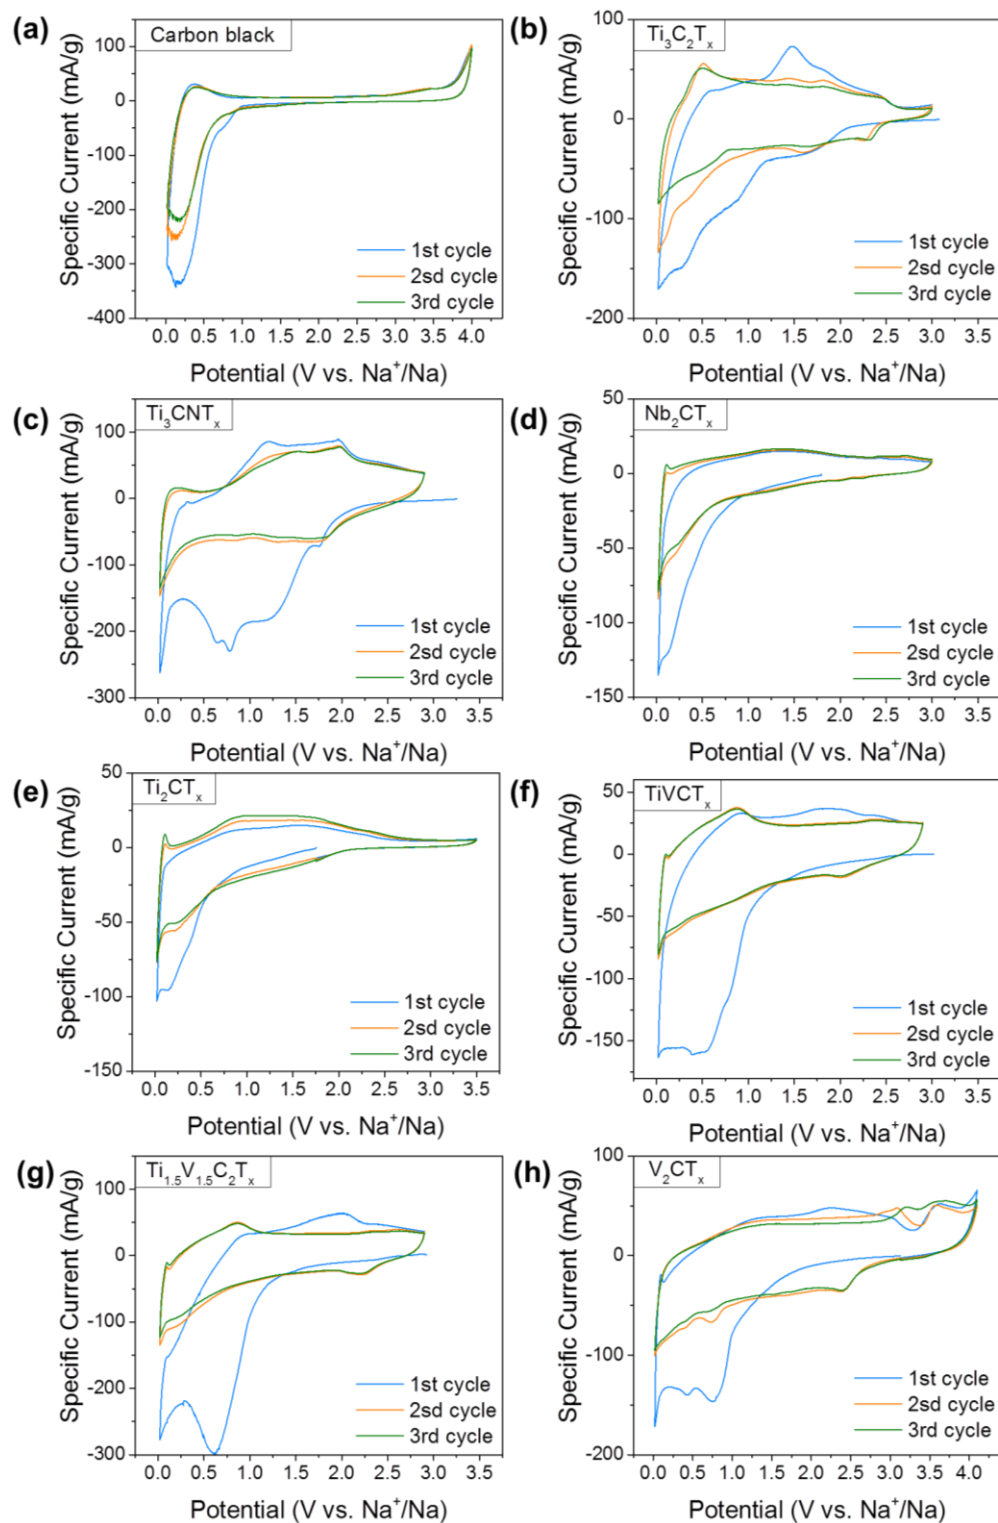 (a)
Carbon black
Specific Current (mA/g)
100
0
-100
-200
-300
-400
1st cycle
2sd cycle
3rd cycle
0.0 0.5 1.0 1.5 2.0 2.5 3.0 3.5 4.0
Potential (V vs. Na⁺/Na)
(b)
Ti₃C₂Tₓ
Specific Current (mA/g)
100
0
-100
-200
1st cycle
2sd cycle
3rd cycle
0.0 0.5 1.0 1.5 2.0 2.5 3.0 3.5
Potential (V vs. Na⁺/Na)
(c)
Ti₃CNTₓ
Specific Current (mA/g)
100
0
-100
-200
-300
1st cycle
2sd cycle
3rd cycle
0.0 0.5 1.0 1.5 2.0 2.5 3.0 3.5
Potential (V vs. Na⁺/Na)
(d)
Nb₂CTₓ
Specific Current (mA/g)
50
0
-50
-100
-150
1st cycle
2sd cycle
3rd cycle
0.0 0.5 1.0 1.5 2.0 2.5 3.0 3.5
Potential (V vs. Na⁺/Na)
(e)
Ti₂CTₓ
Specific Current (mA/g)
50
0
-50
-100
-150
1st cycle
2sd cycle
3rd cycle
0.0 0.5 1.0 1.5 2.0 2.5 3.0 3.5
Potential (V vs. Na⁺/Na)
(f)
TiVCTₓ
Specific Current (mA/g)
50
0
-50
-100
-150
1st cycle
2sd cycle
3rd cycle
0.0 0.5 1.0 1.5 2.0 2.5 3.0 3.5
Potential (V vs. Na⁺/Na)
(g)
Ti₁.₅V₁.₅C₂Tₓ
Specific Current (mA/g)
100
0
-100
-200
-300
1st cycle
2sd cycle
3rd cycle
0.0 0.5 1.0 1.5 2.0 2.5 3.0 3.5
Potential (V vs. Na⁺/Na)
(h)
V₂CTₓ
Specific Current (mA/g)
100
0
-100
-200
1st cycle
2sd cycle
3rd cycle
0.0 0.5 1.0 1.5 2.0 2.5 3.0 3.5 4.0
Potential (V vs. Na⁺/Na)